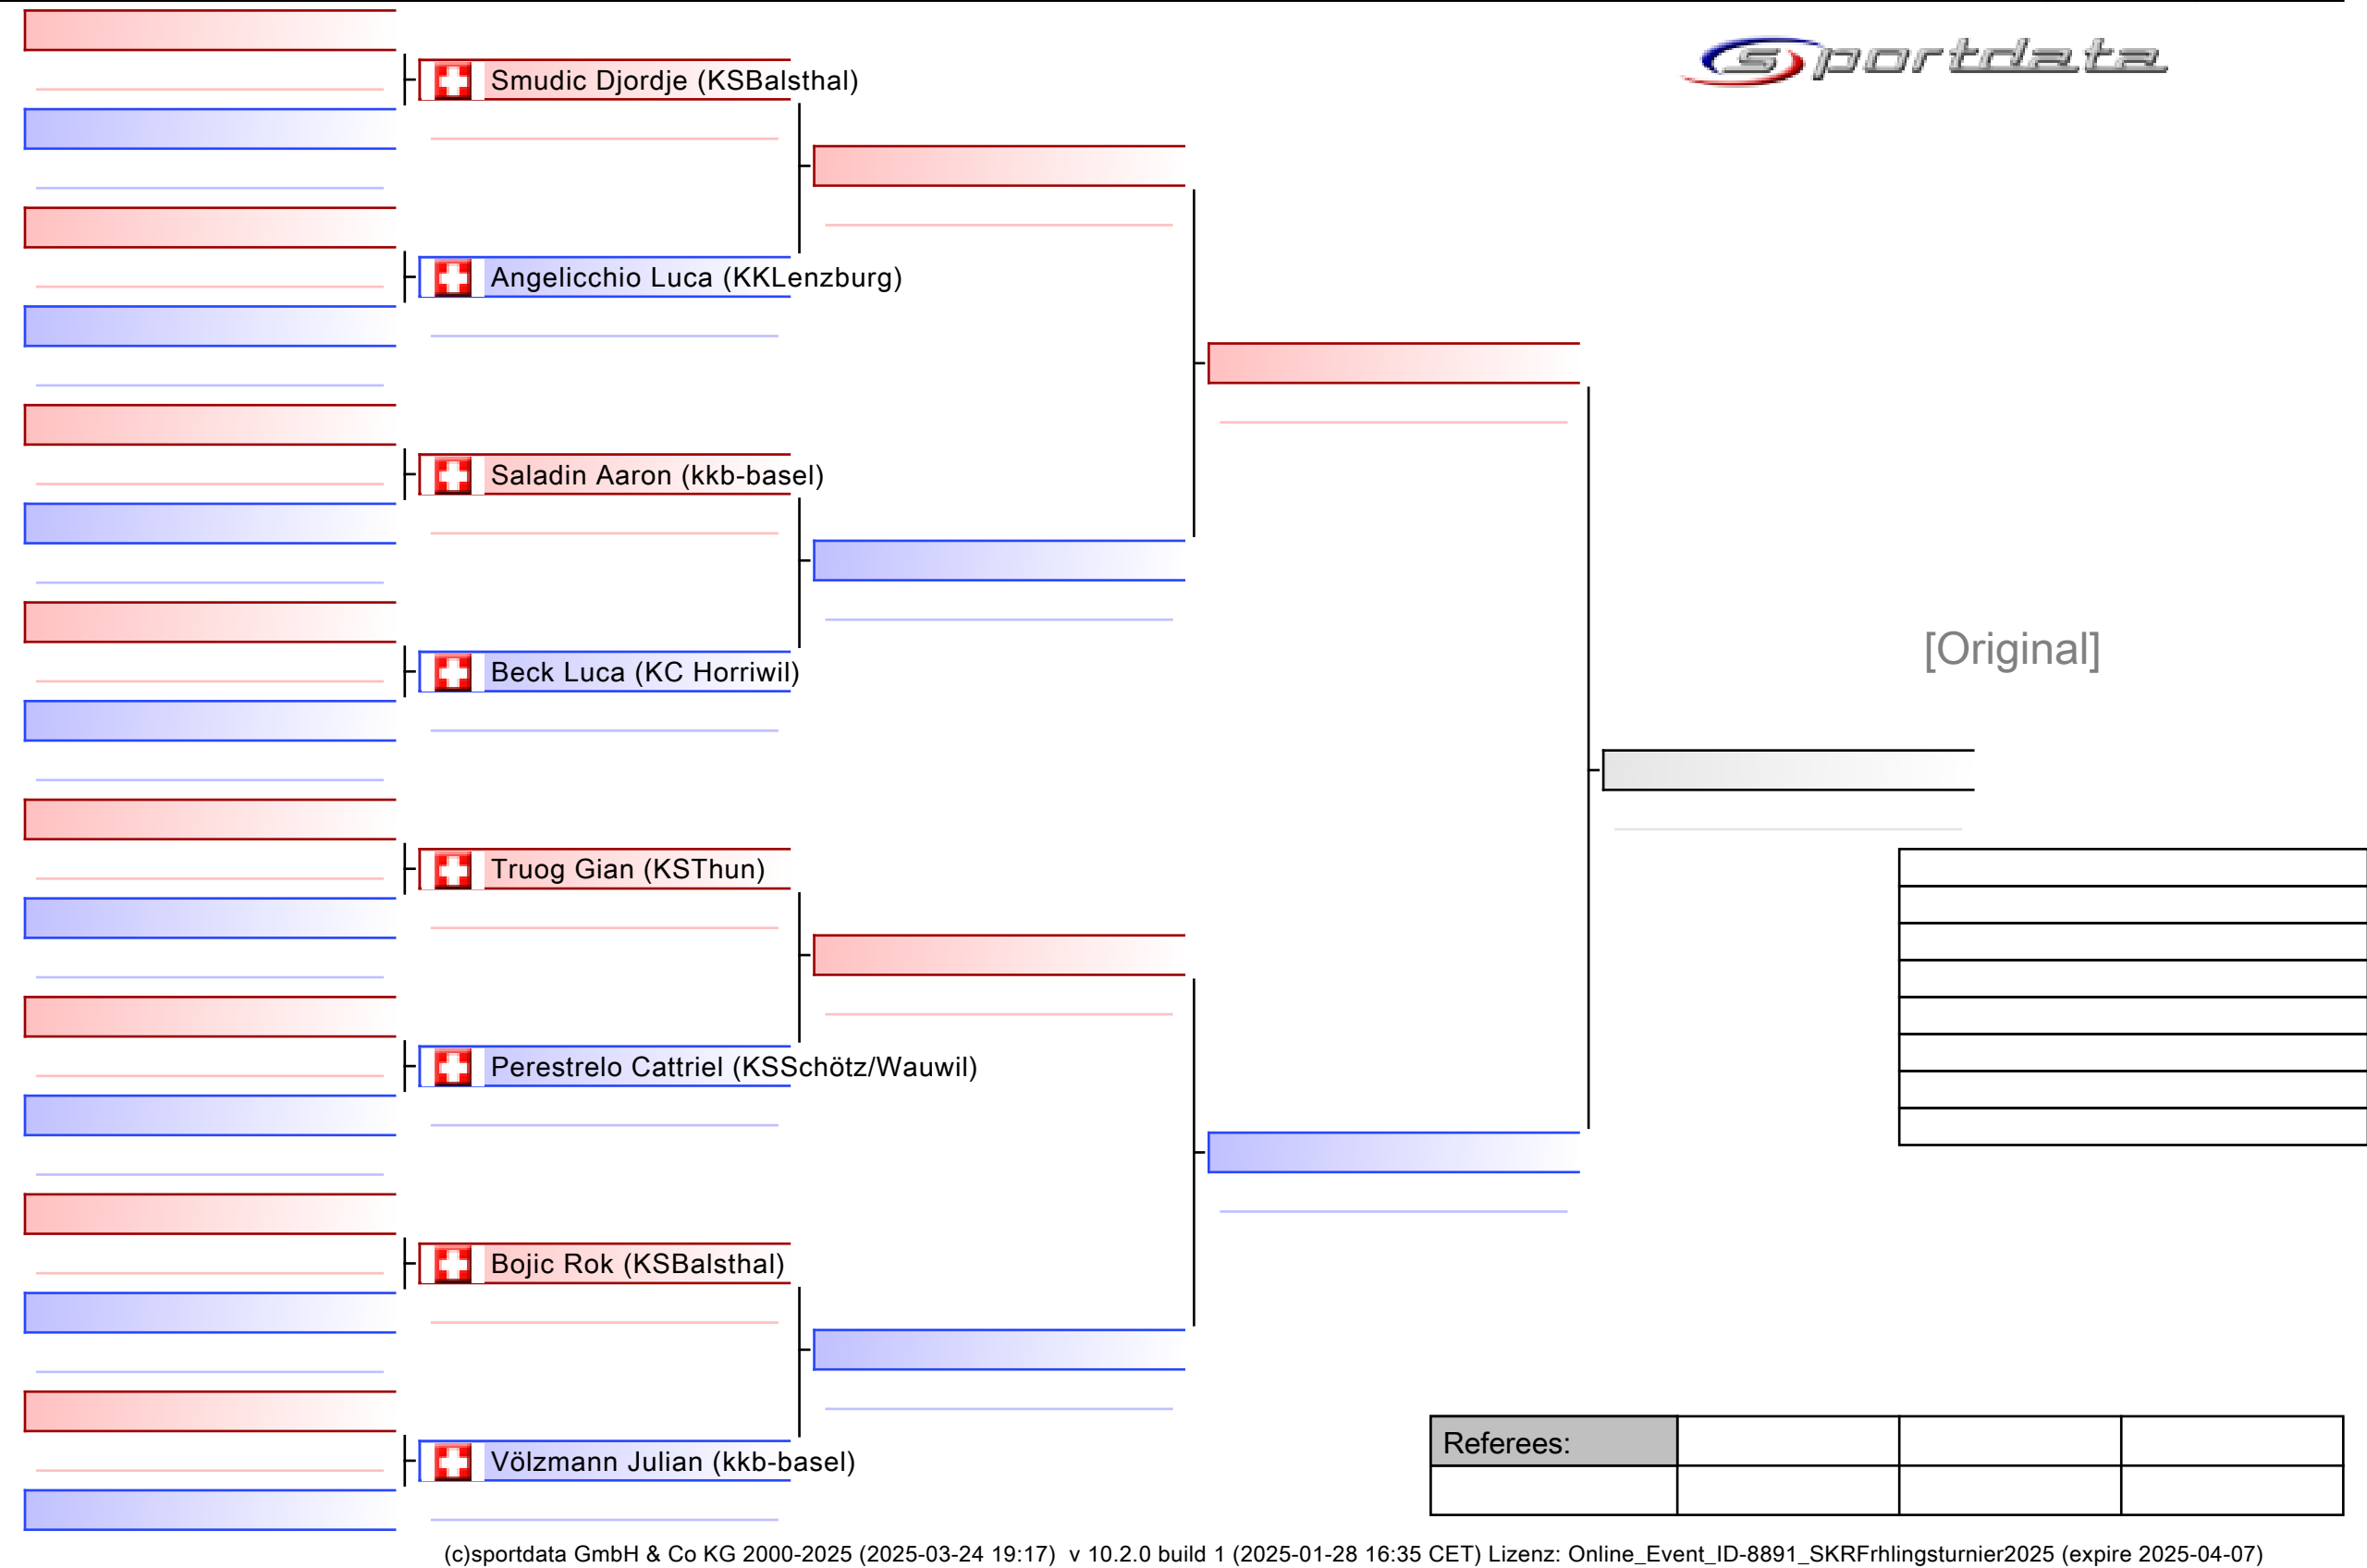 sportdata
Smudic Djordje (KSBalsthal)
Angelicchio Luca (KKLenzburg)
Saladin Aaron (kkb-basel)
Beck Luca (KC Horriwil)
[Original]
Truog Gian (KSThun)
Perestrelo Cattriel (KSSchötz/Wauwil)
Bojic Rok (KSBalsthal)
Völzmann Julian (kkb-basel)
Referees:
(c)sportdata GmbH & Co KG 2000-2025 (2025-03-24 19:17) v 10.2.0 build 1 (2025-01-28 16:35 CET) Lizenz: Online_Event_ID-8891_SKRFrhlingsturnier2025 (expire 2025-04-07)